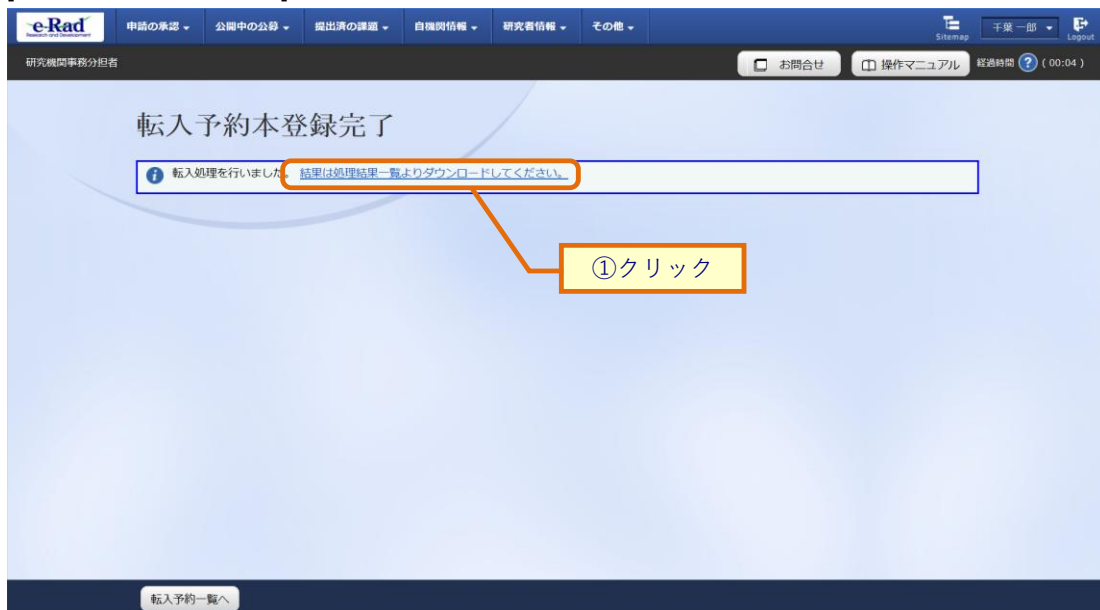 e-Rad
Research and Development
申請の承認
公開中の公募
提出済の課題
自機関情報
研究者情報
その他
Sitemap
千葉 一郎
Logout
研究機関事務分担者
お問合せ
操作マニュアル
経過時間 ? ( 00:04 )
転入予約本登録完了
転入処理を行いました。 結果は処理結果一覧よりダウンロードしてください。
①クリック
転入予約一覧へ